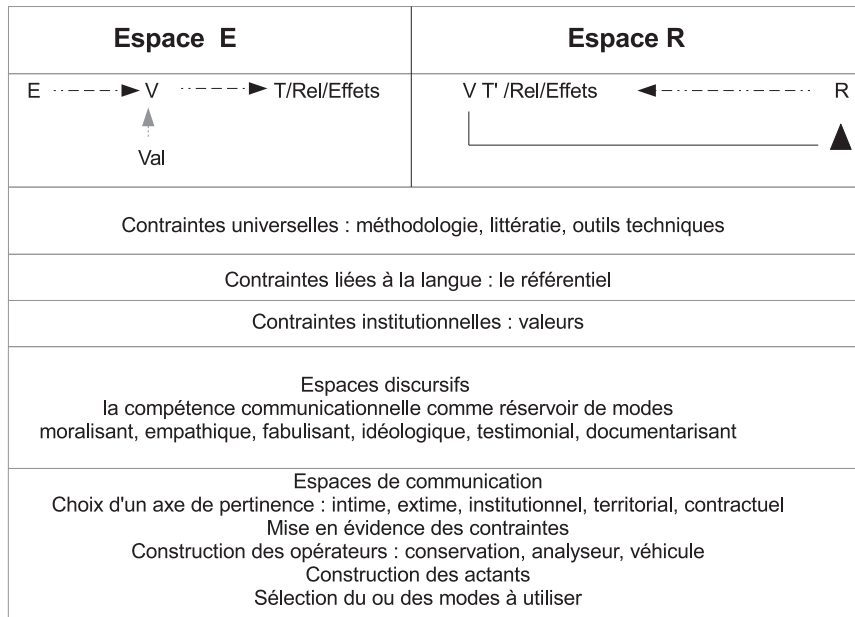 Espace E
Espace R
E V T/Rel/Effets
V T' /Rel/Effets R
Val
Contraintes universelles : méthodologie, littératie, outils techniques
Contraintes liées à la langue : le référentiel
Contraintes institutionnelles : valeurs
Espaces discursifs
la compétence communicationnelle comme réservoir de modes
moralisant, empathique, fabulisant, idéologique, testimonial, documentarisant
Espaces de communication
Choix d'un axe de pertinence : intime, extime, institutionnel, territorial, contractuel
Mise en évidence des contraintes
Construction des opérateurs : conservation, analyseur, véhicule
Construction des actants
Sélection du ou des modes à utiliser